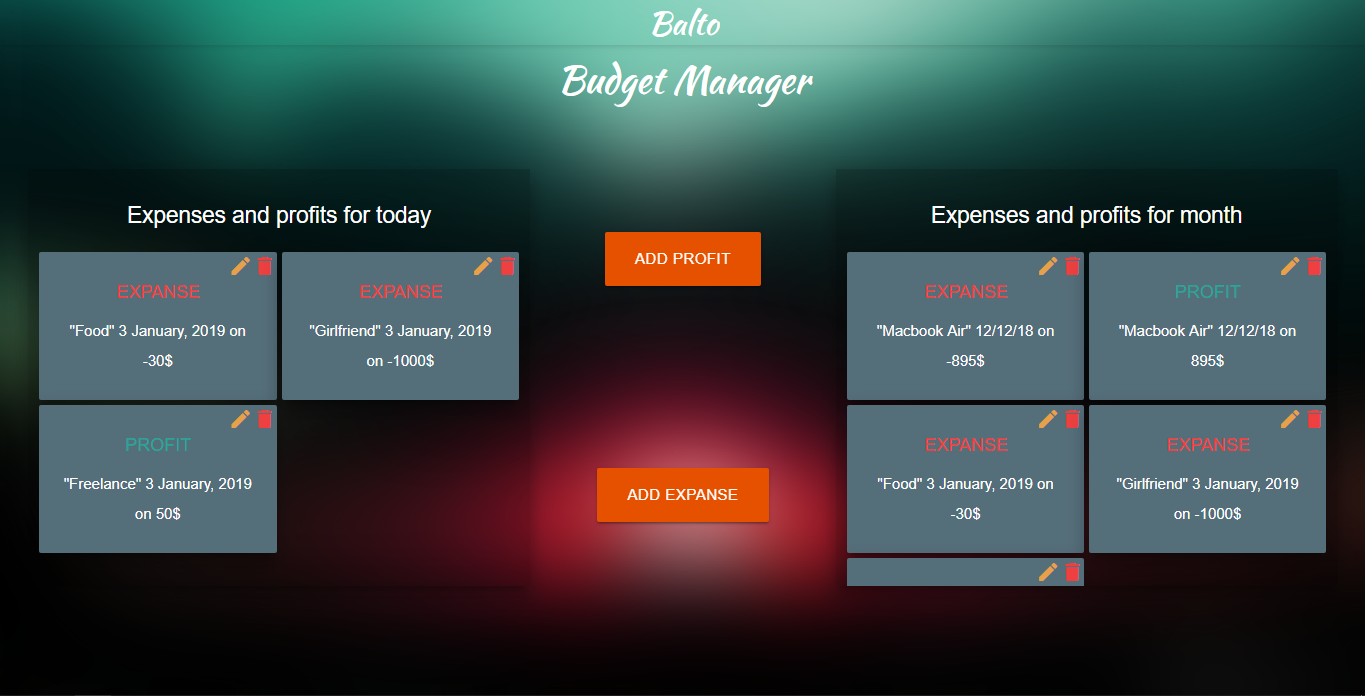 Balto
Budget Manager
Expenses and profits for today
EXPANSE
"Food" 3 January, 2019 on
-30$
EXPANSE
"Girlfriend" 3 January, 2019
on -1000$
PROFIT
"Freelance" 3 January, 2019
on 50$
ADD PROFIT
ADD EXPANSE
Expenses and profits for month
EXPANSE
"Macbook Air" 12/12/18 on
-895$
PROFIT
"Macbook Air" 12/12/18 on
895$
EXPANSE
"Food" 3 January, 2019 on
-30$
EXPANSE
"Girlfriend" 3 January, 2019
on -1000$